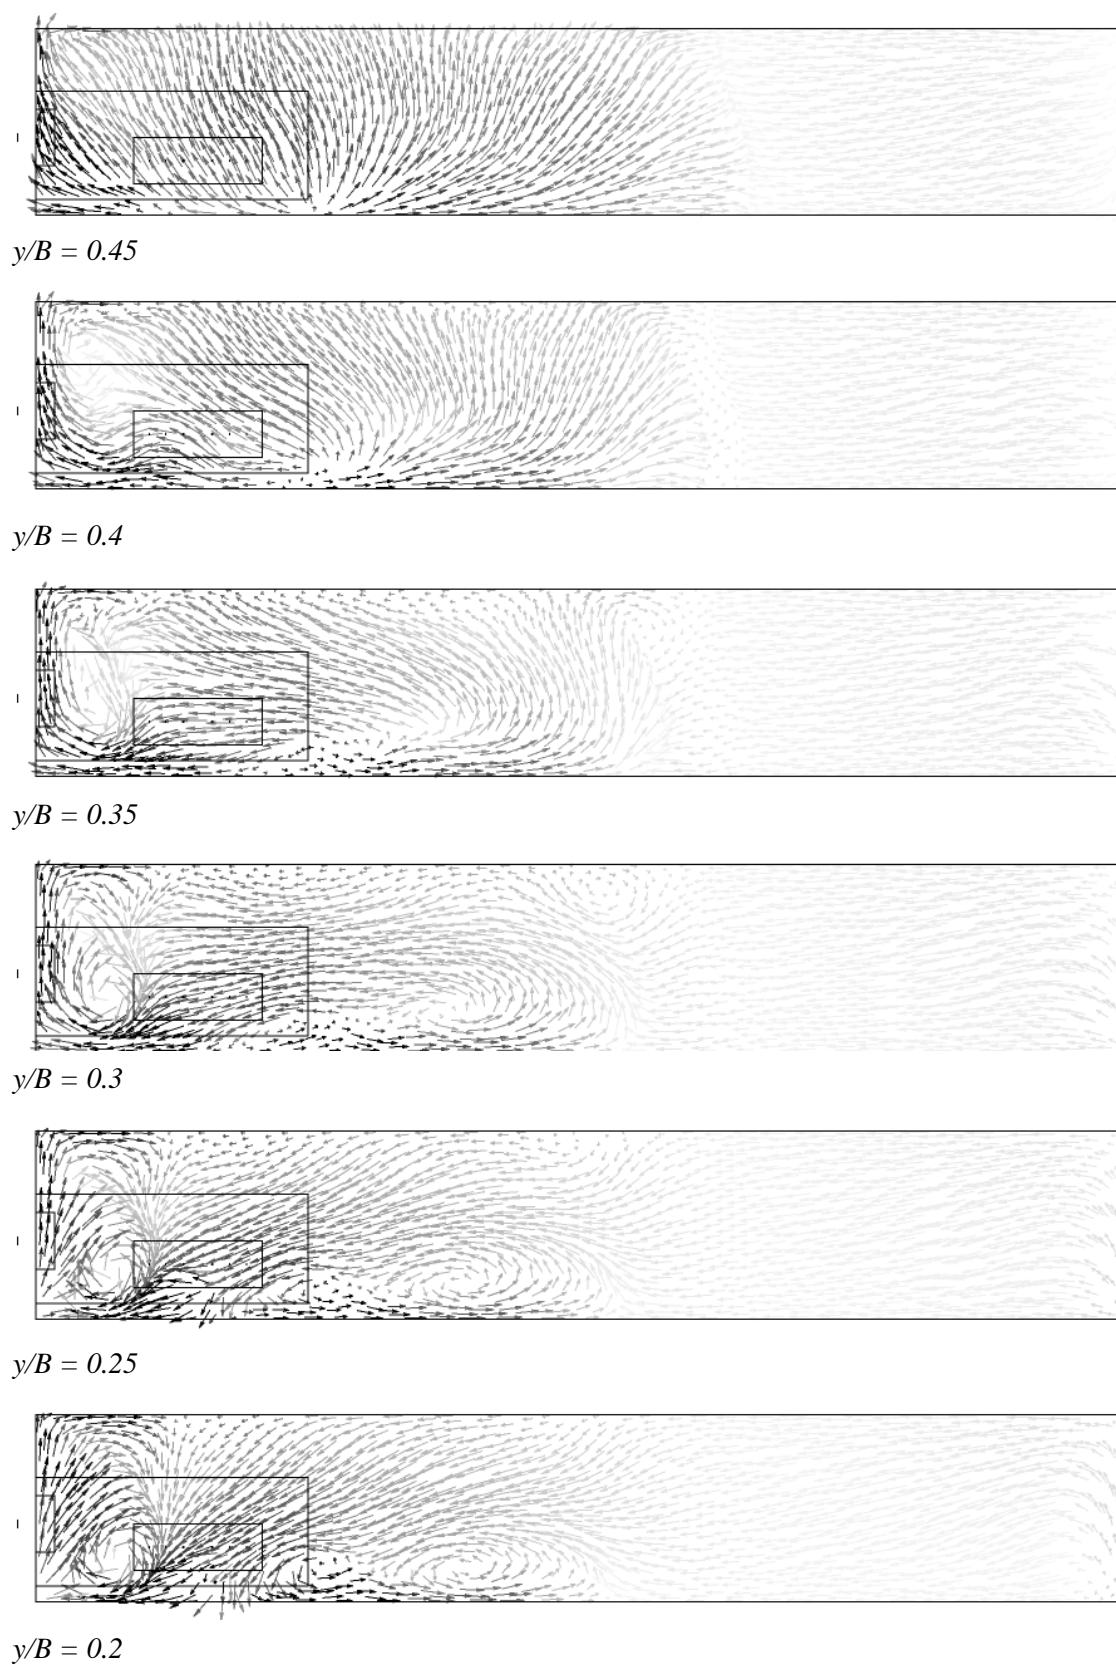 y/B = 0.45
y/B = 0.4
y/B = 0.35
y/B = 0.3
y/B = 0.25
y/B = 0.2